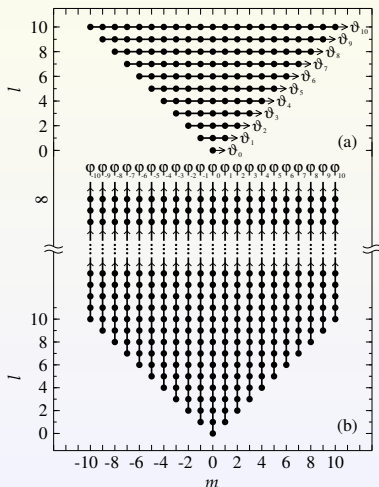 10 ϑ₁₀
ϑ₉
8 ϑ₈
ϑ₇
l 6 ϑ₆
ϑ₅
4 ϑ₄
ϑ₃
2 ϑ₂
ϑ₁ (a)
0 ϑ₀
φ₋₁₀ φ₋₉ φ₋₈ φ₋₇ φ₋₆ φ₋₅ φ₋₄ φ₋₃ φ₋₂ φ₋₁ φ₀ φ₁ φ₂ φ₃ φ₄ φ₅ φ₆ φ₇ φ₈ φ₉ φ₁₀
8
10
8
6
l 4
2
0 (b)
-10 -8 -6 -4 -2 0 2 4 6 8 10
m